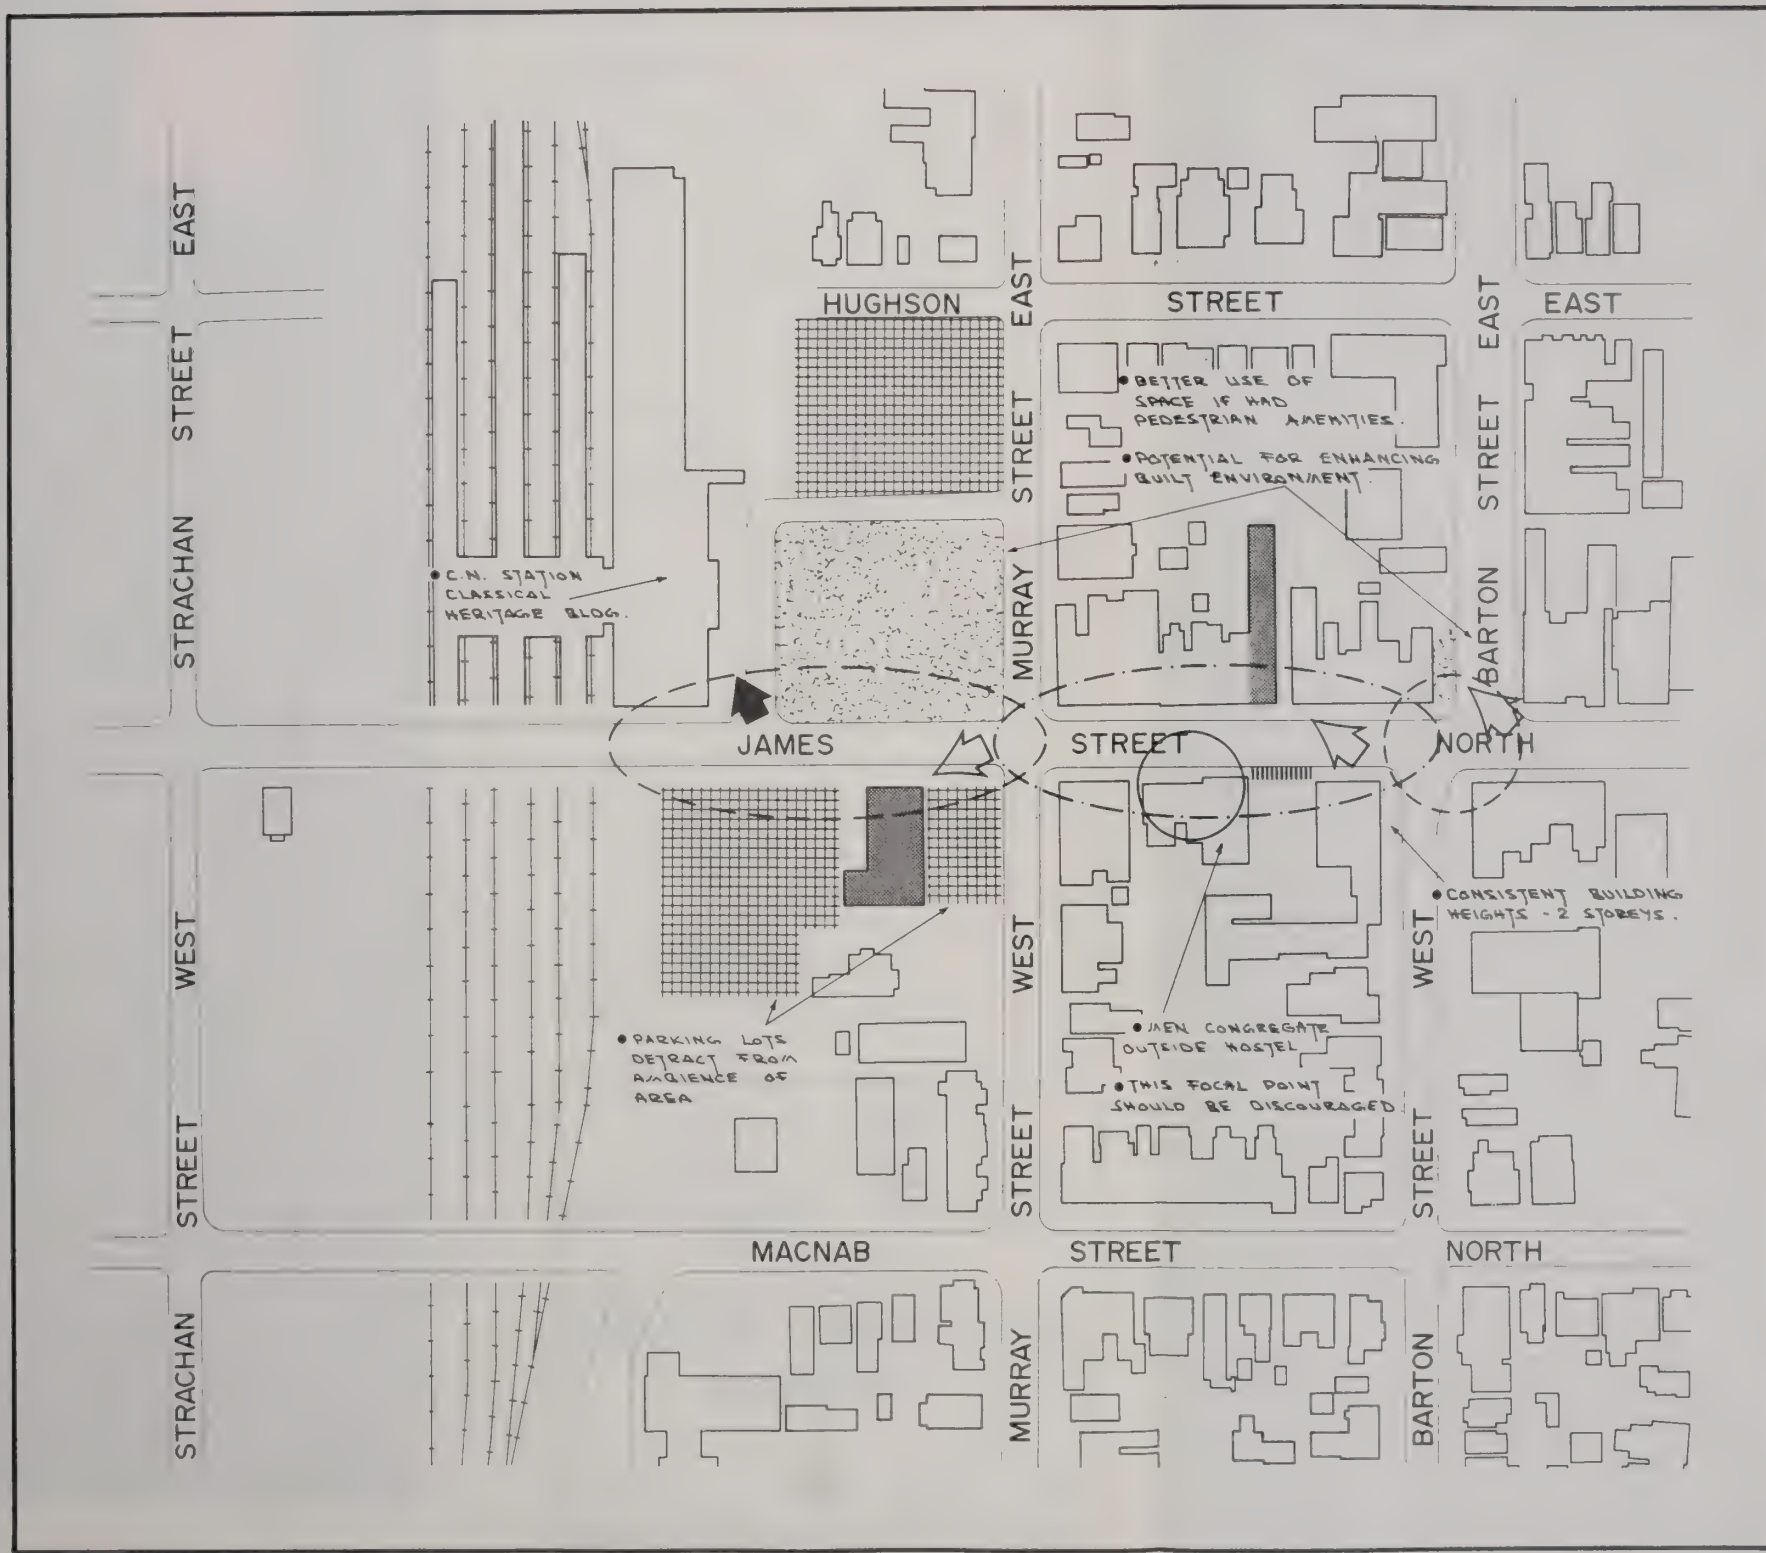 HUGHSON STREET EAST
STRACHAN STREET EAST
MURRAY STREET EAST
BARTON STREET EAST
● BETTER USE OF
SPACE IF HAD
PEDESTRIAN AMENITIES.
● POTENTIAL FOR ENHANCING
BUILT ENVIRONMENT.
● C.N. STATION
CLASSICAL
HERITAGE BLDG.
JAMES STREET NORTH
● CONSISTENT BUILDING
HEIGHTS - 2 STOREYS.
● MEN CONGREGATE
OUTSIDE HOSTEL
● THIS FOCAL POINT
SHOULD BE DISCOURAGED
● PARKING LOTS
DETRACT FROM
AMBIENCE OF
AREA
STRACHAN STREET WEST
MURRAY STREET WEST
BARTON STREET WEST
MACNAB STREET NORTH